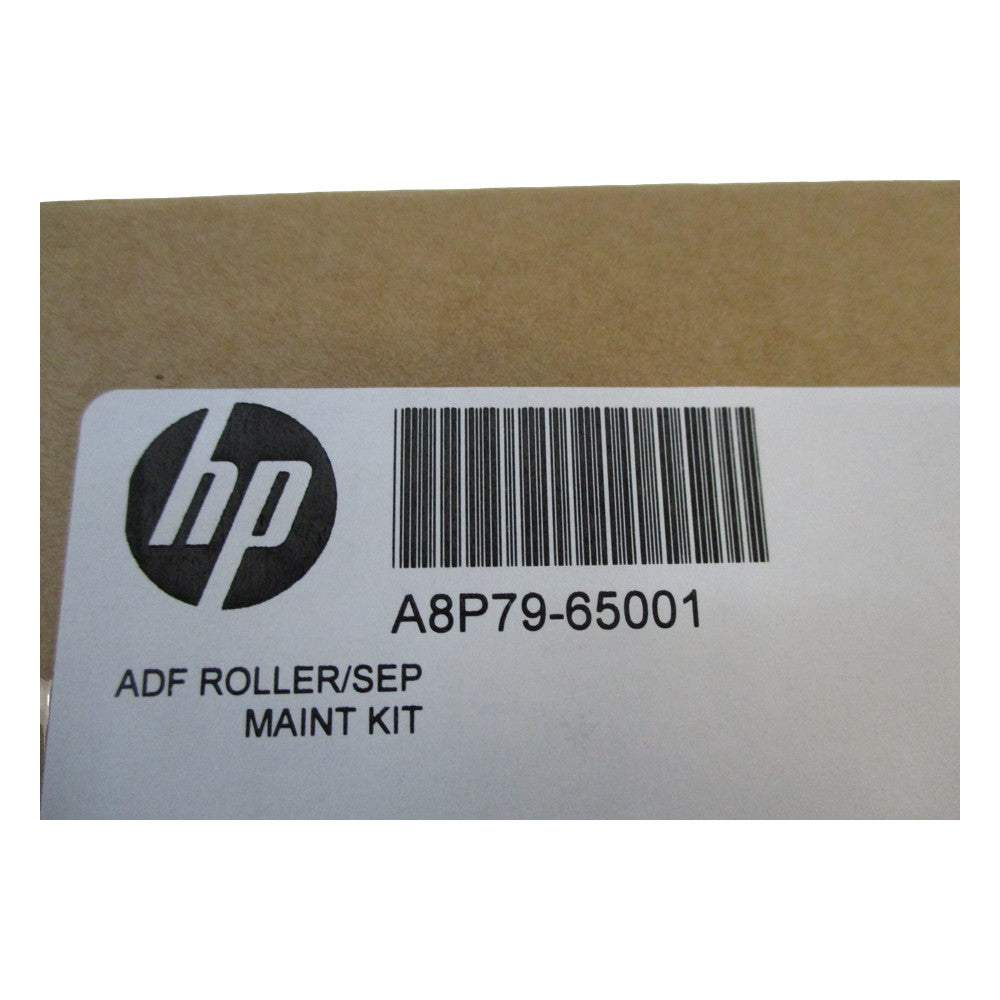 hp
A8P79-65001
ADF ROLLER/SEP
MAINT KIT